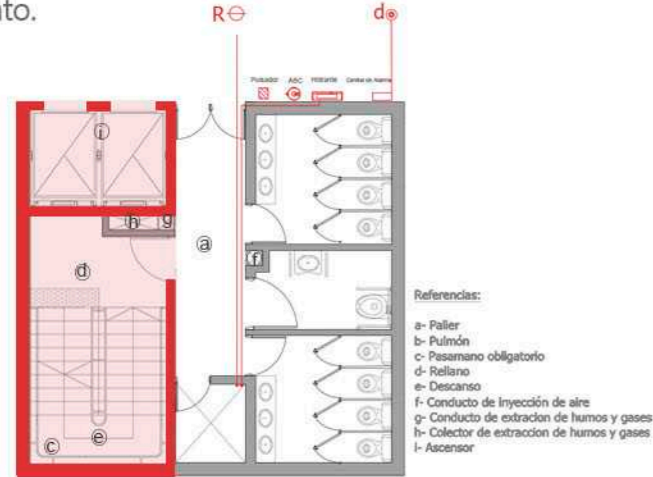 nto.
R
d
Pulsador ABC Hidrante Central de Alarma
i
h g
a
d
f
c
e
Referencias:
a- Palier
b- Pulmón
c- Pasamano obligatorio
d- Rellano
e- Descanso
f- Conducto de inyección de aire
g- Conducto de extracion de humos y gases
h- Colector de extraccion de humos y gases
i- Ascensor